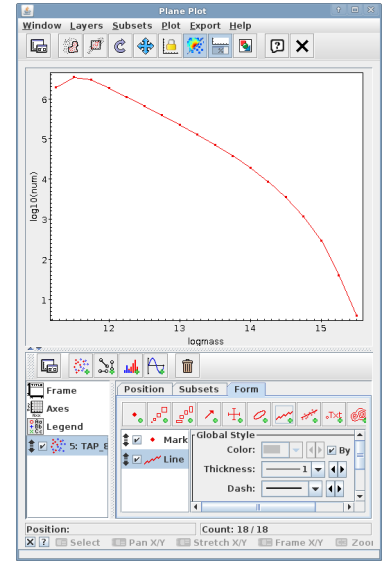 Plane Plot
Window Layers Subsets Plot Export Help
log10(num)
6
5
4
3
2
1
12 13 14 15
logmass
Frame
Axes
Legend
5: TAP_
Position Subsets Form
Mark
Line
Global Style
Color: By
Thickness: 1
Dash:
Position: Count: 18/18
Select Pan X/Y Stretch X/Y Frame X/Y Zoo